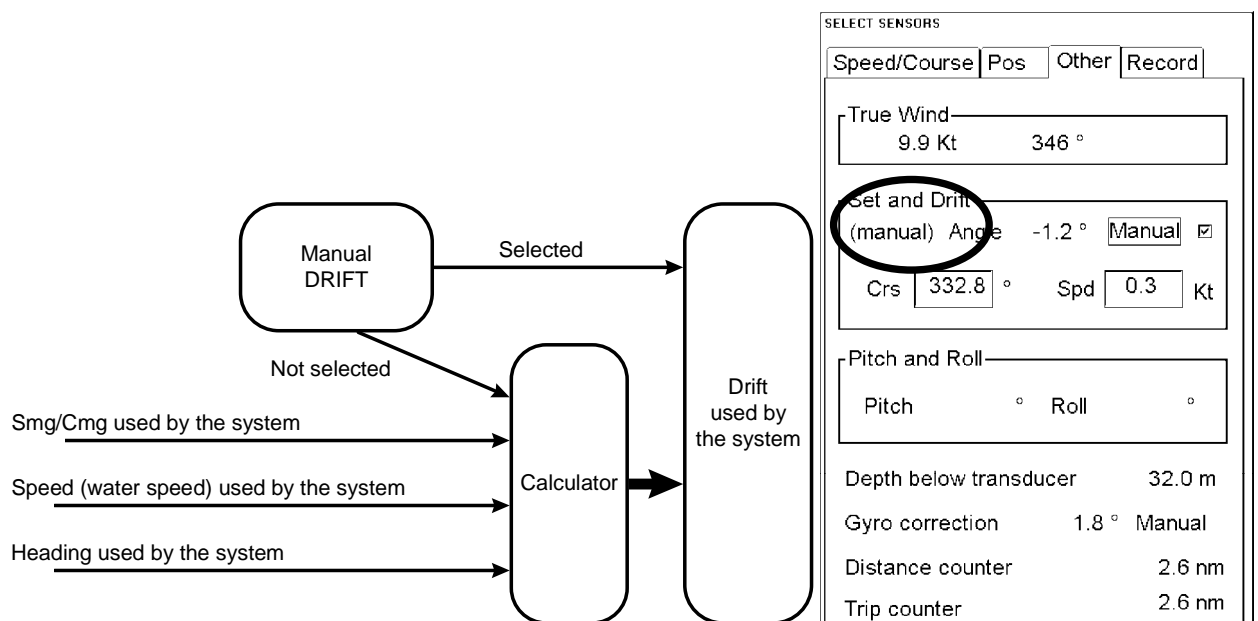 Manual
DRIFT
Selected
Not selected
Smg/Cmg used by the system
Speed (water speed) used by the system
Heading used by the system
Calculator
Drift
used by
the system
SELECT SENSORS
Speed/Course Pos Other Record
True Wind
9.9 Kt 346 °
Set and Drift
(manual) Angle -1.2 ° Manual
Crs 332.8 ° Spd 0.3 Kt
Pitch and Roll
Pitch ° Roll °
Depth below transducer 32.0 m
Gyro correction 1.8 ° Manual
Distance counter 2.6 nm
Trip counter 2.6 nm